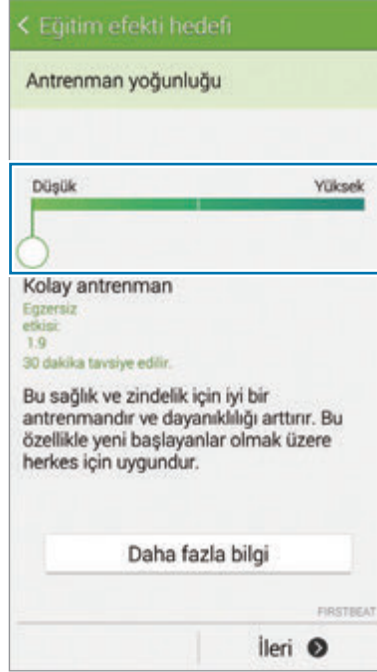 Eğitim efekti hedefi
Antrenman yoğunluğu
Düşük Yüksek
Kolay antrenman
Egzersiz
etkisi:
1.9
30 dakika tavsiye edilir.
Bu sağlık ve zindelik için iyi bir
antrenmandır ve dayanıklılığı arttırır. Bu
özellikle yeni başlayanlar olmak üzere
herkes için uygundur.
Daha fazla bilgi
FIRSTBEAT
İleri